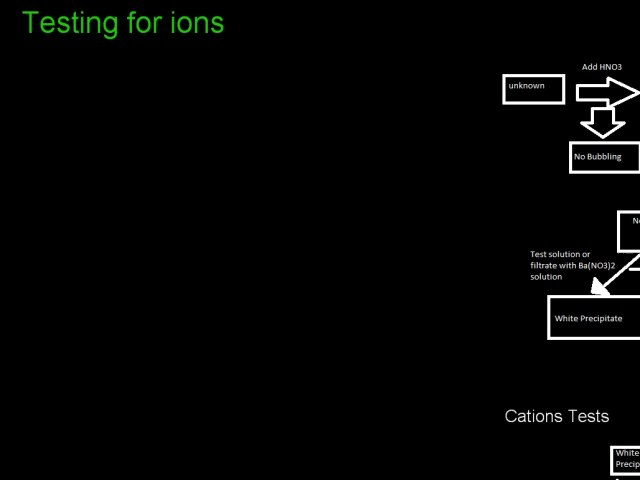 Testing for ions
Add HNO3
unknown
No Bubbling
Test solution or
filtrate with Ba(NO3)2
solution
White Precipitate
Cations Tests
White